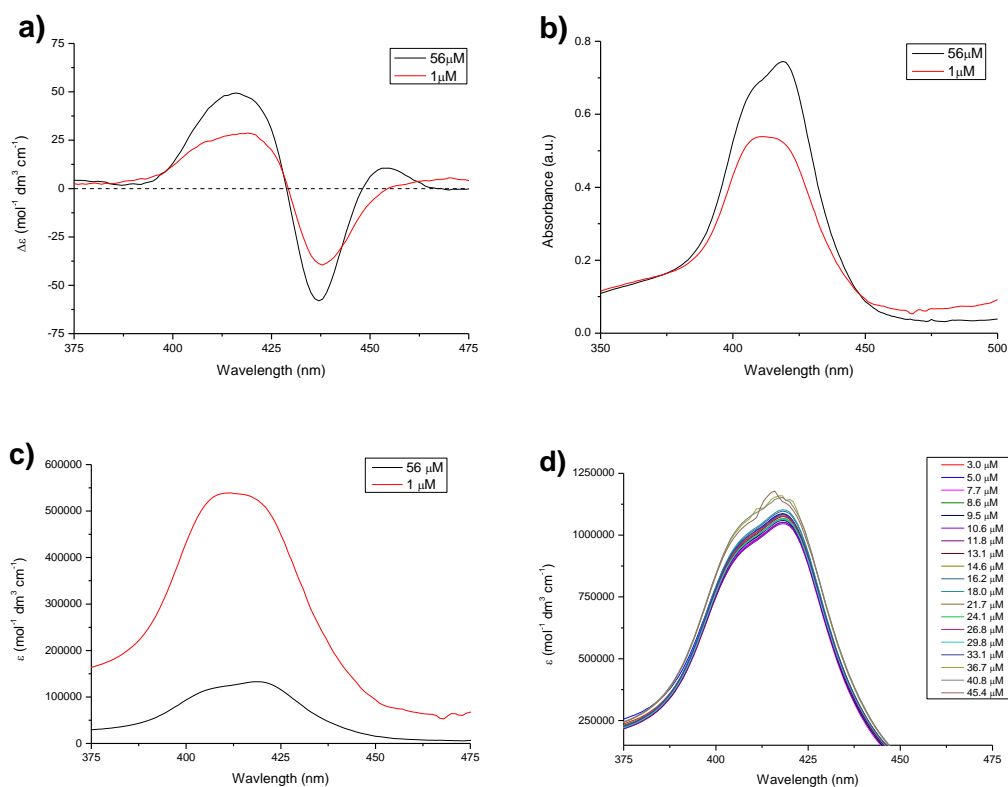 a)
75
50
25
0
-25
-50
-75
375
400
425
450
475
Δε (mol⁻¹ dm³ cm⁻¹)
Wavelength (nm)
56μM
1μM
b)
0.8
0.6
0.4
0.2
0.0
350
400
450
500
Absorbance (a.u.)
Wavelength (nm)
56μM
1μM
c)
600000
500000
400000
300000
200000
100000
0
375
400
425
450
475
ε (mol⁻¹ dm³ cm⁻¹)
Wavelength (nm)
56 μM
1 μM
d)
1250000
1000000
750000
500000
250000
375
400
425
450
475
ε (mol⁻¹ dm³ cm⁻¹)
Wavelength (nm)
3.0 μM
5.0 μM
7.7 μM
8.6 μM
9.5 μM
10.6 μM
11.8 μM
13.1 μM
14.6 μM
16.2 μM
18.0 μM
21.7 μM
24.1 μM
26.8 μM
29.8 μM
33.1 μM
36.7 μM
40.8 μM
45.4 μM